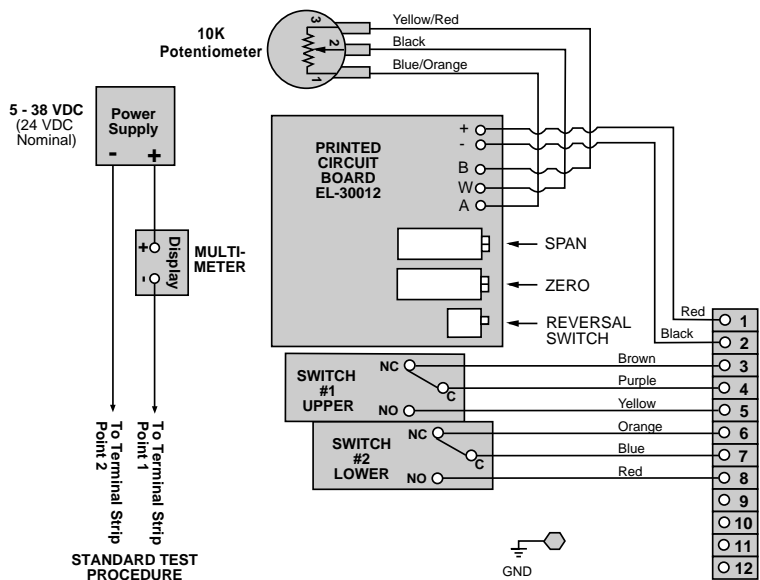 3
2
1
10K
Potentiometer
Yellow/Red
Black
Blue/Orange
5 - 38 VDC
(24 VDC
Nominal)
Power
Supply
- +
+
-
Display
MULTI-
METER
To Terminal Strip
Point 2
To Terminal Strip
Point 1
STANDARD TEST
PROCEDURE
PRINTED
CIRCUIT
BOARD
EL-30012
+
-
B
W
A
SPAN
ZERO
REVERSAL
SWITCH
SWITCH
#1
UPPER
NC
C
NO
SWITCH
#2
LOWER
NC
C
NO
Red 1
Black 2
Brown 3
Purple 4
Yellow 5
Orange 6
Blue 7
Red 8
9
10
11
12
GND